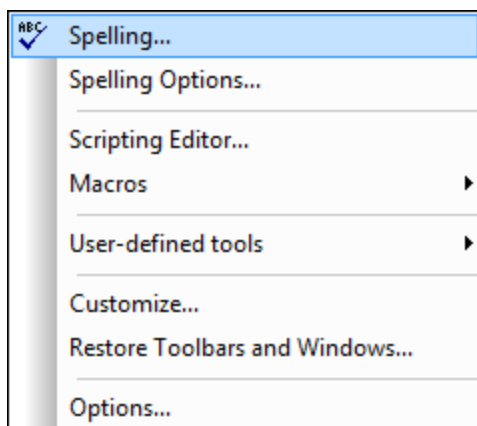 ABC
Spelling...
Spelling Options...
Scripting Editor...
Macros
User-defined tools
Customize...
Restore Toolbars and Windows...
Options...